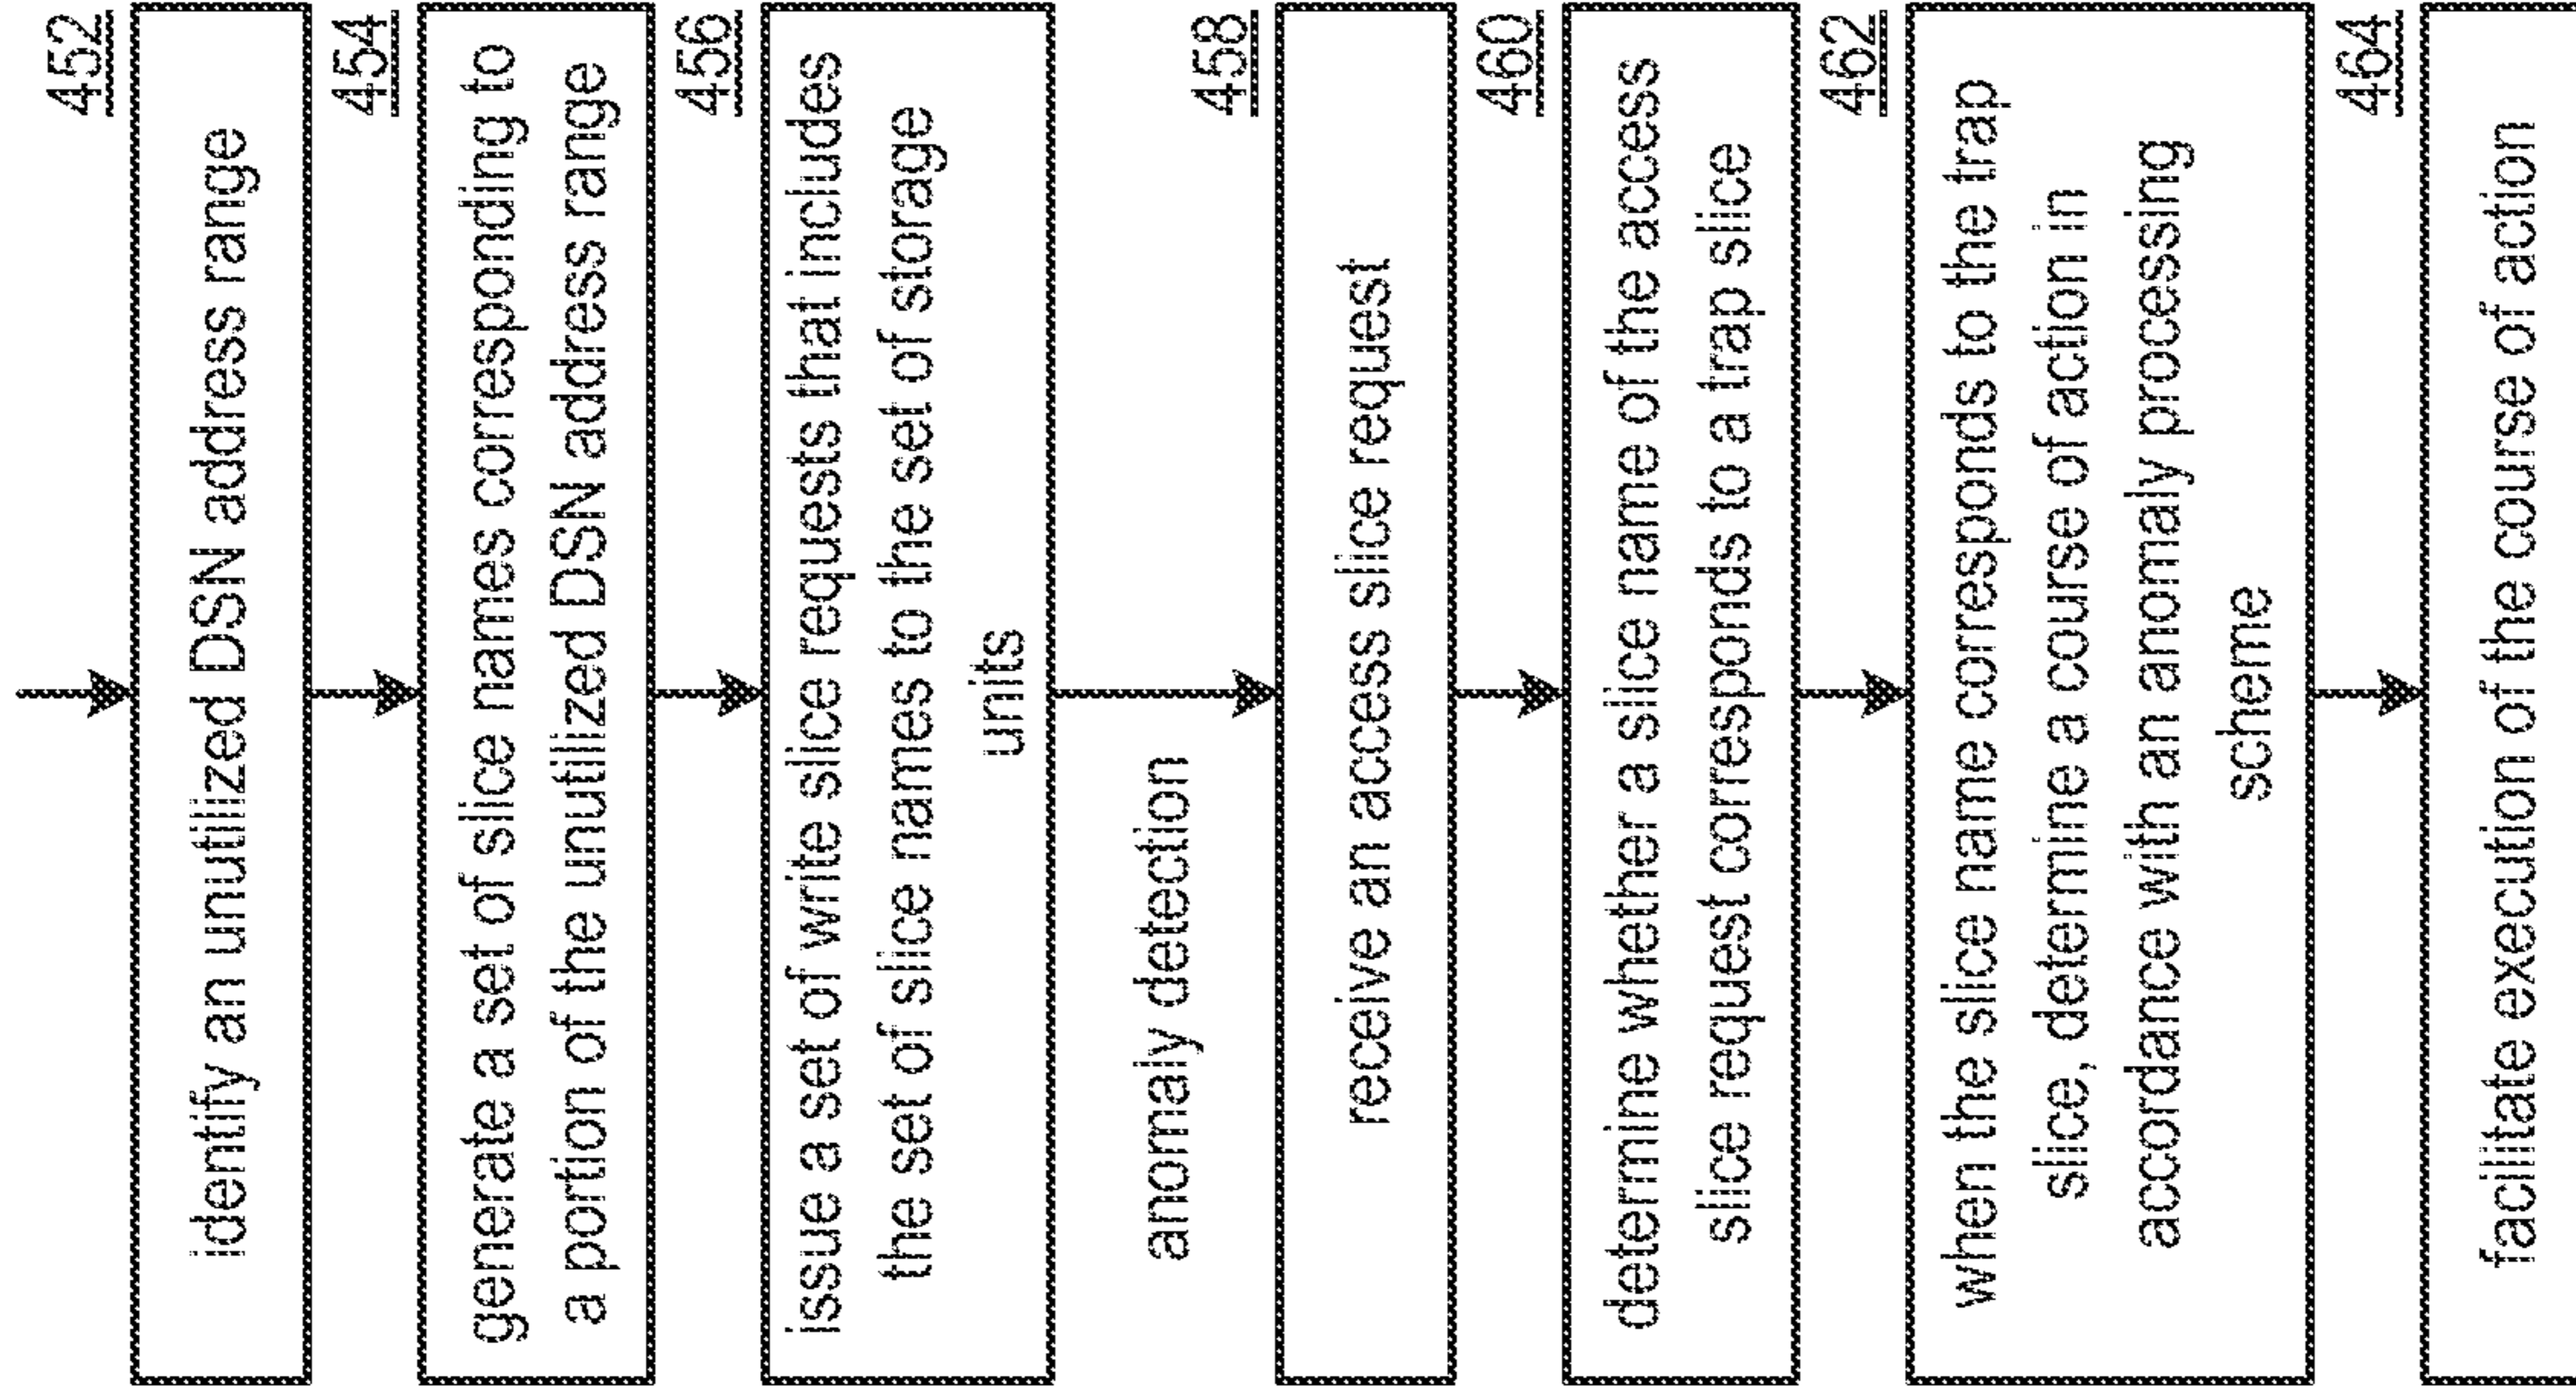 452
identify an unutilized DSN address range
454
generate a set of slice names corresponding to
a portion of the unutilized DSN address range
456
issue a set of write slice requests that includes
the set of slice names to the set of storage
units
anomaly detection
458
receive an access slice request
460
determine whether a slice name of the access
slice request corresponds to a trap slice
462
when the slice name corresponds to the trap
slice, determine a course of action in
accordance with an anomaly processing
scheme
464
facilitate execution of the course of action